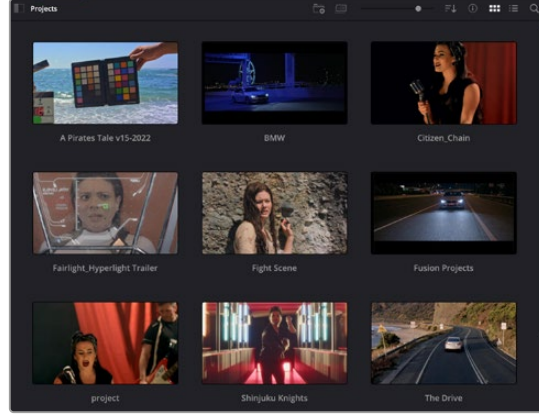 Projects
A Pirates Tale v15-2022
BMW
Citizen_Chain
Fairlight_Hyperlight Trailer
Fight Scene
Fusion Projects
project
Shinjuku Knights
The Drive